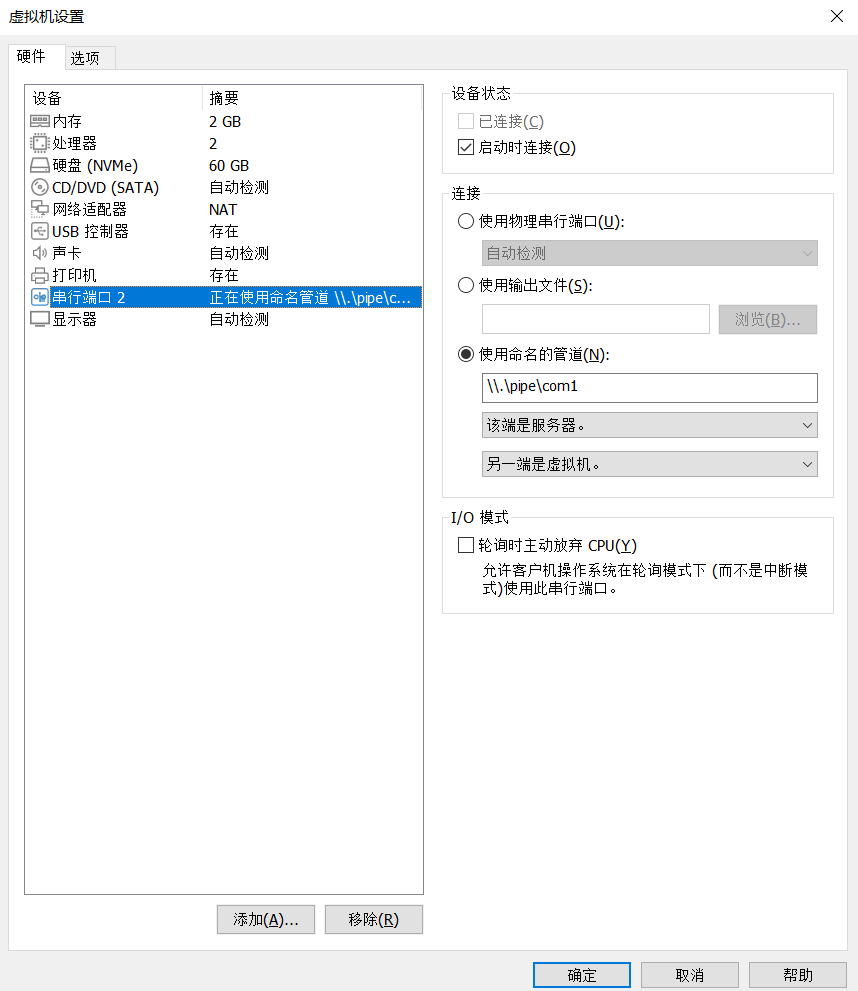 虚拟机设置
硬件 选项
设备 摘要
内存 2 GB
处理器 2
硬盘 (NVMe) 60 GB
CD/DVD (SATA) 自动检测
网络适配器 NAT
USB 控制器 存在
声卡 自动检测
打印机 存在
串行端口 2 正在使用命名管道 \\.\pipe\c...
显示器 自动检测
添加(A)... 移除(R)
设备状态
已连接(C)
启动时连接(O)
连接
使用物理串行端口(U):
自动检测
使用输出文件(S):
浏览(B)...
使用命名的管道(N):
\\.\pipe\com1
该端是服务器。
另一端是虚拟机。
I/O 模式
轮询时主动放弃 CPU(Y)
允许客户机操作系统在轮询模式下 (而不是中断模
式)使用此串行端口。
确定 取消 帮助